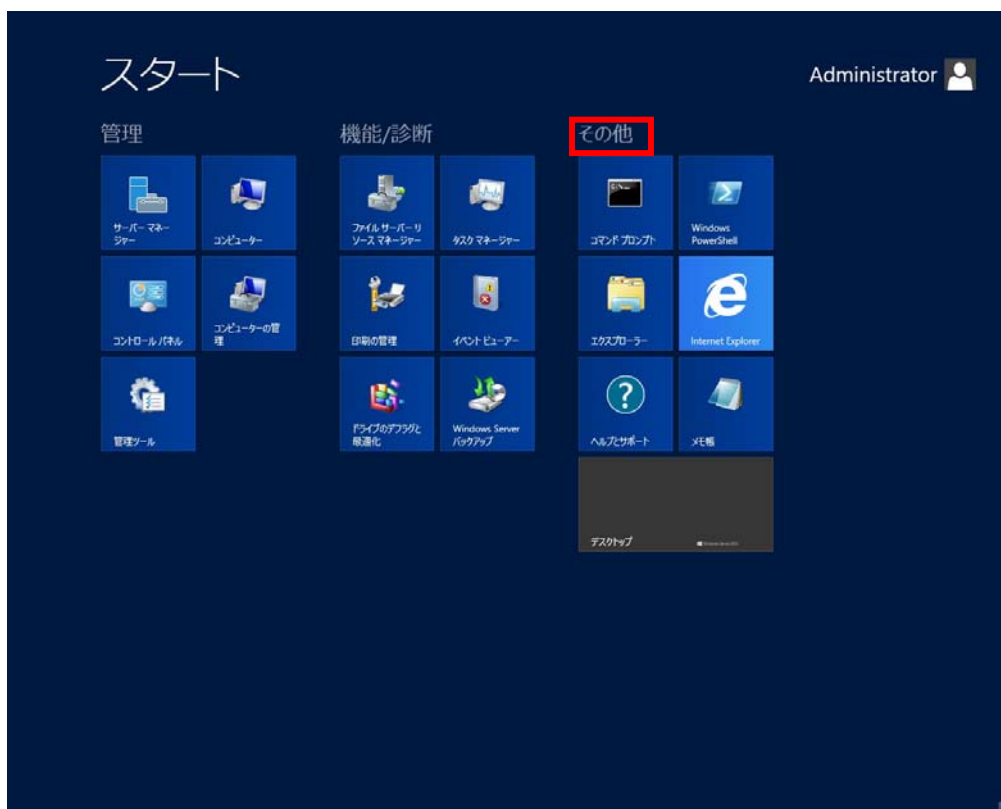 スタート
Administrator
管理
サーバー マネー
ジャー
コンピューター
コントロール パネル
コンピューターの管
理
管理ツール
機能/診断
ファイル サーバー リ
ソース マネージャー
タスク マネージャー
印刷の管理
イベント ビューアー
ドライブのデフラグと
最適化
Windows Server
バックアップ
その他
コマンド プロンプト
Windows
PowerShell
エクスプローラー
Internet Explorer
ヘルプとサポート
メモ帳
デスクトップ